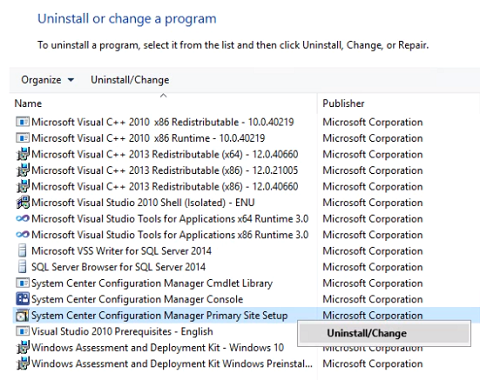 Uninstall or change a program
To uninstall a program, select it from the list and then click Uninstall, Change, or Repair.
Organize Uninstall/Change
Name Publisher
Microsoft Visual C++ 2010 x86 Redistributable - 10.0.40219 Microsoft Corporation
Microsoft Visual C++ 2010 x86 Runtime - 10.0.40219 Microsoft Corporation
Microsoft Visual C++ 2013 Redistributable (x64) - 12.0.40660 Microsoft Corporation
Microsoft Visual C++ 2013 Redistributable (x86) - 12.0.21005 Microsoft Corporation
Microsoft Visual C++ 2013 Redistributable (x86) - 12.0.40660 Microsoft Corporation
Microsoft Visual Studio 2010 Shell (Isolated) - ENU Microsoft Corporation
Microsoft Visual Studio Tools for Applications x64 Runtime 3.0 Microsoft Corporation
Microsoft Visual Studio Tools for Applications x86 Runtime 3.0 Microsoft Corporation
Microsoft VSS Writer for SQL Server 2014 Microsoft Corporation
SQL Server Browser for SQL Server 2014 Microsoft Corporation
System Center Configuration Manager Cmdlet Library Microsoft Corporation
System Center Configuration Manager Console Microsoft Corporation
System Center Configuration Manager Primary Site Setup Microsoft Corporation
Visual Studio 2010 Prerequisites - English Uninstall/Change
Windows Assessment and Deployment Kit - Windows 10 Microsoft Corporation
Windows Assessment and Deployment Kit Windows Preinstal... Microsoft Corporation